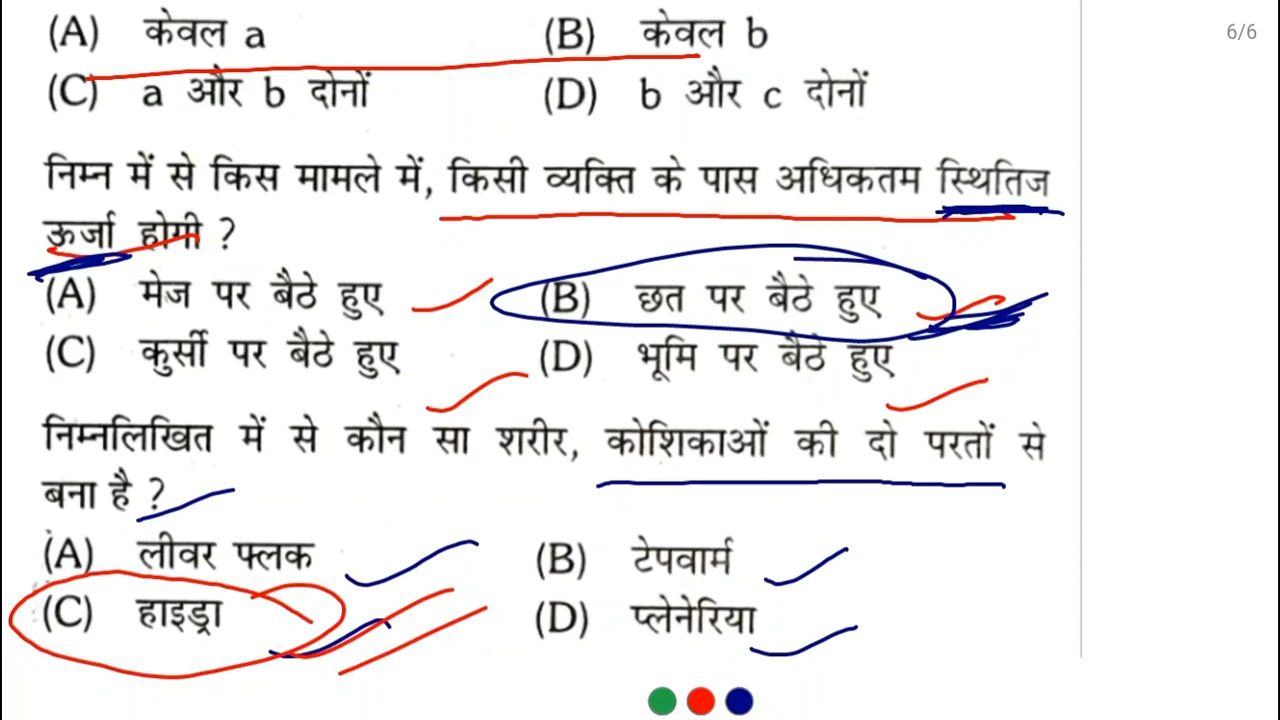 6/6
(A) केवल a (B) केवल b
(C) a और b दोनों (D) b और c दोनों
निम्न में से किस मामले में, किसी व्यक्ति के पास अधिकतम स्थितिज
ऊर्जा होगी ?
(A) मेज पर बैठे हुए (B) छत पर बैठे हुए
(C) कुर्सी पर बैठे हुए (D) भूमि पर बैठे हुए
निम्नलिखित में से कौन सा शरीर, कोशिकाओं की दो परतों से
बना है ?
(A) लीवर फ्लक (B) टेपवार्म
(C) हाइड्रा (D) प्लेनेरिया